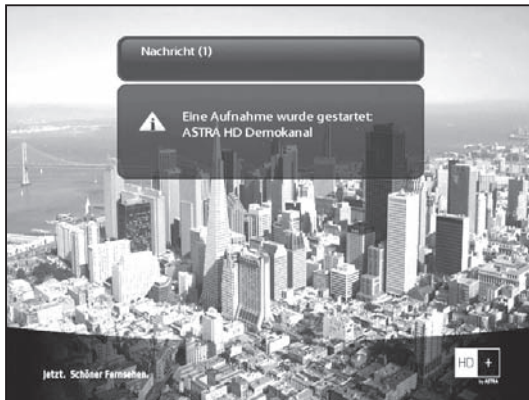 Nachricht (1)
Eine Aufnahme wurde gestartet:
ASTRA HD Demokanal
Jetzt. Schöner Fernsehen.
HD +
by ASTRA